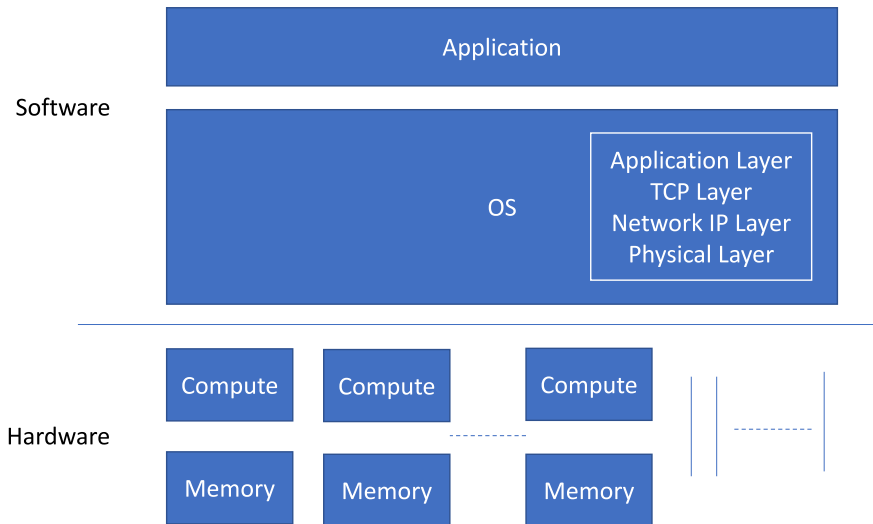 Application
Software
Application Layer
TCP Layer
OS
Network IP Layer
Physical Layer
Compute
Compute
Compute
Hardware
Memory
Memory
Memory